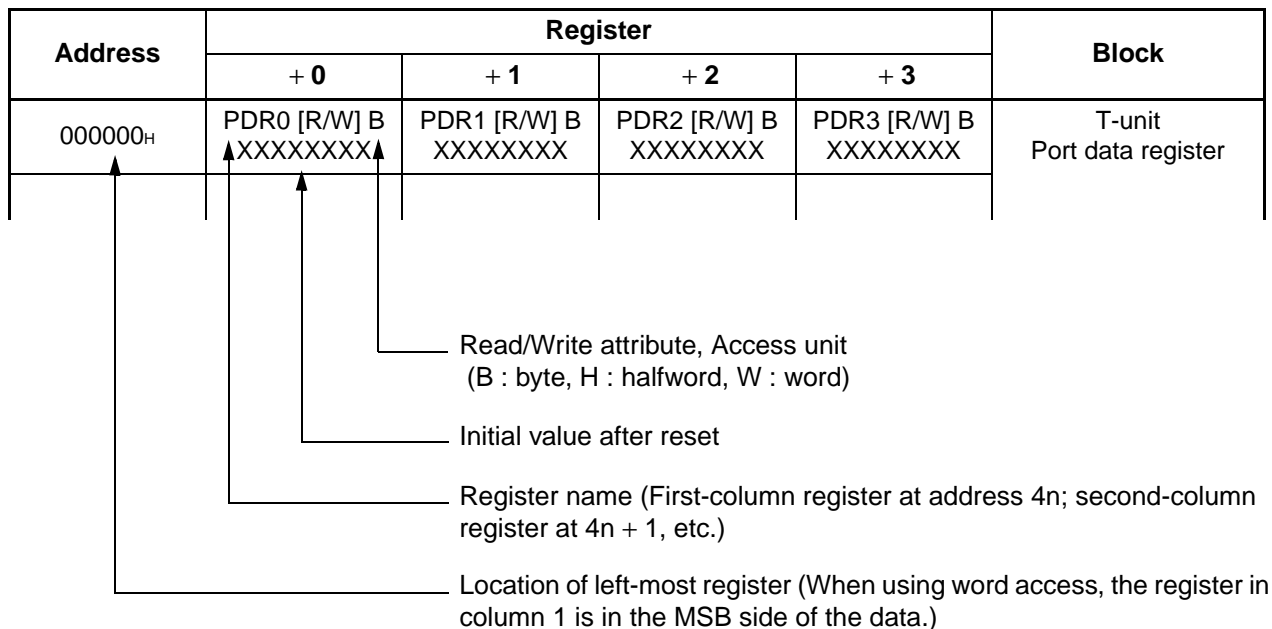 Address Register Block
+ 0 + 1 + 2 + 3
000000H PDR0 [R/W] B PDR1 [R/W] B PDR2 [R/W] B PDR3 [R/W] B T-unit
XXXXXXXX XXXXXXXX XXXXXXXX XXXXXXXX Port data register
Read/Write attribute, Access unit
(B : byte, H : halfword, W : word)
Initial value after reset
Register name (First-column register at address 4n; second-column
register at 4n + 1, etc.)
Location of left-most register (When using word access, the register in
column 1 is in the MSB side of the data.)